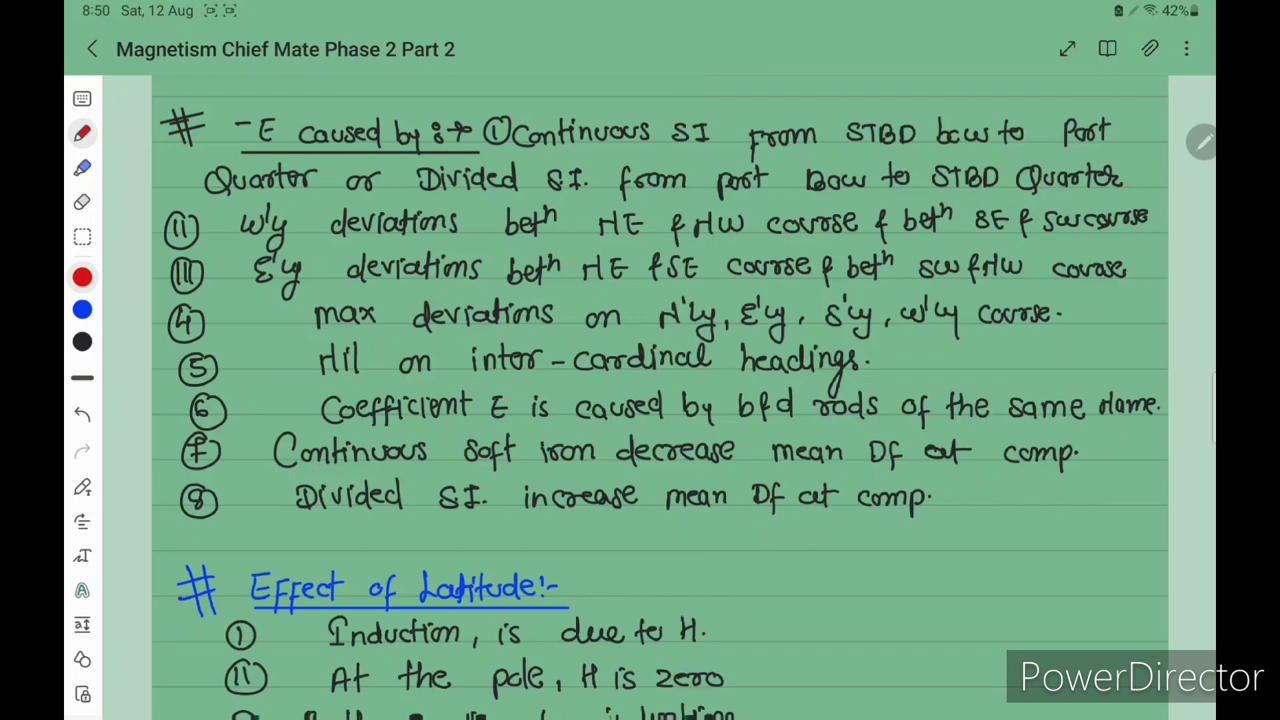 8:50 Sat, 12 Aug 42%
Magnetism Chief Mate Phase 2 Part 2
# -E caused by :→ ① Continuous SI from STBD bow to Port
Quarter or Divided S.I. from port Bow to STBD Quarter
(II) W'ly deviations betn NE & NW course & betn SE & SW course
(III) E'ly deviations betn NE & SE course & betn SW & NW course
(4) max deviations on N'ly, E'ly, S'ly, W'ly course.
(5) Nil on inter-cardinal headings.
(6) Coefficient E is caused by b&d rods of the same Name.
(7) Continuous soft iron decrease mean Df at comp.
(8) Divided S.I. increase mean Df at comp.
# Effect of Latitude:-
(1) Induction, is due to H.
(II) At the pole, H is zero
PowerDirector